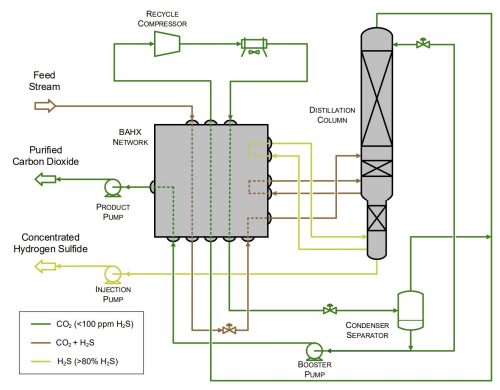 RECYCLE
COMPRESSOR
Feed
Stream
DISTILLATION
COLUMN
BAHX
NETWORK
Purified
Carbon Dioxide
PRODUCT
PUMP
Concentrated
Hydrogen Sulfide
INJECTION
PUMP
CONDENSER
SEPARATOR
BOOSTER
PUMP
CO₂ (<100 ppm H₂S)
CO₂ + H₂S
H₂S (>80% H₂S)